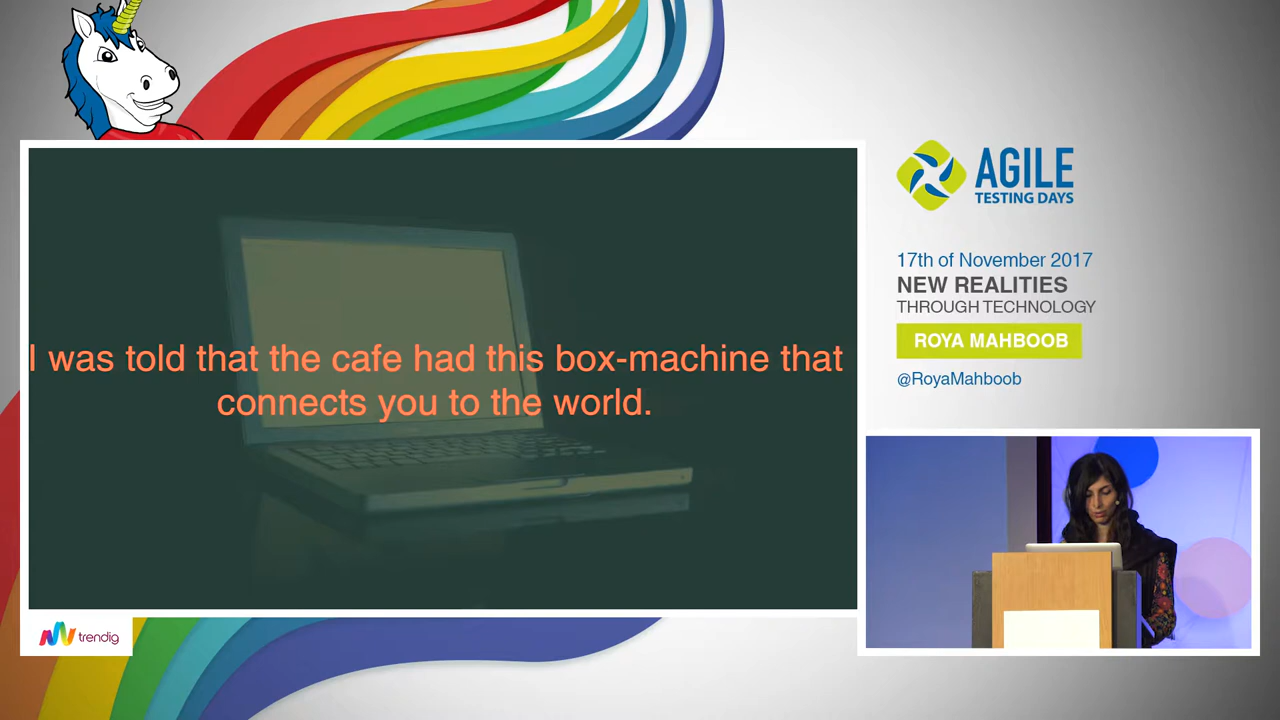 I was told that the cafe had this box-machine that
connects you to the world.
AGILE
TESTING DAYS
17th of November 2017
NEW REALITIES
THROUGH TECHNOLOGY
ROYA MAHBOOB
@RoyaMahboob
trendig